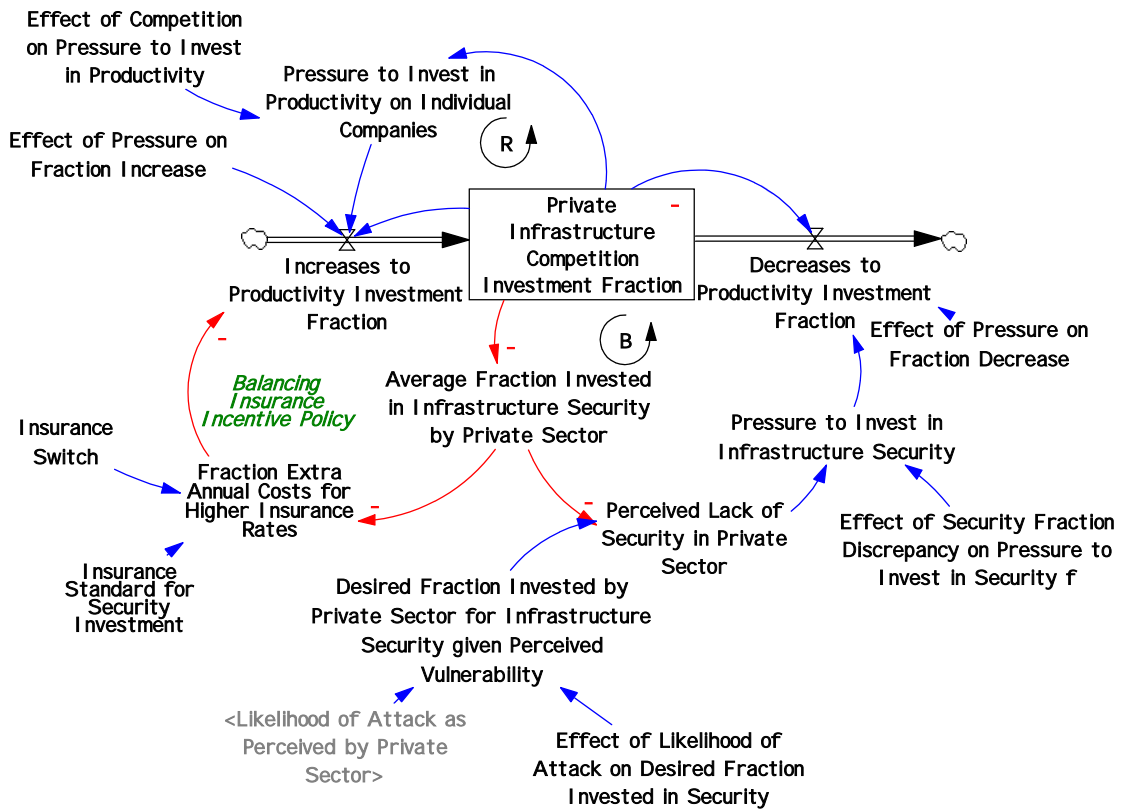 Effect of Competition
on Pressure to Invest
in Productivity
Pressure to Invest in
Productivity on Individual
Companies
Effect of Pressure on
Fraction Increase
R
Private
Infrastructure
Competition
Investment Fraction
-
Increases to
Productivity Investment
Fraction
Decreases to
Productivity Investment
Fraction
Effect of Pressure on
Fraction Decrease
B
-
-
Average Fraction Invested
in Infrastructure Security
by Private Sector
Balancing
Insurance
Incentive Policy
Insurance
Switch
Pressure to Invest in
Infrastructure Security
Fraction Extra
Annual Costs for
Higher Insurance
Rates
-
-
Perceived Lack of
Security in Private
Sector
Effect of Security Fraction
Discrepancy on Pressure to
Invest in Security f
Insurance
Standard for
Security
Investment
Desired Fraction Invested by
Private Sector for Infrastructure
Security given Perceived
Vulnerability
<Likelihood of Attack as
Perceived by Private
Sector>
Effect of Likelihood of
Attack on Desired Fraction
Invested in Security